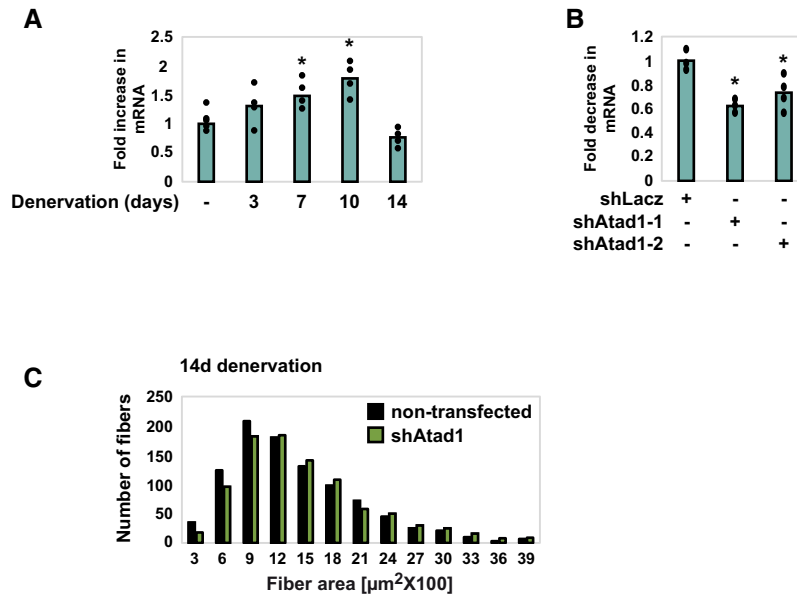 A
Fold increase in
mRNA
2.5
2
1.5
1
0.5
0
* *
Denervation (days) - 3 7 10 14
B
Fold decrease in
mRNA
1.2
1
0.8
0.6
0.4
0.2
0
* *
shLacz + - -
shAtad1-1 - + -
shAtad1-2 - - +
C
14d denervation
Number of fibers
250
200
150
100
50
0
non-transfected
shAtad1
3 6 9 12 15 18 21 24 27 30 33 36 39
Fiber area [µm²X100]